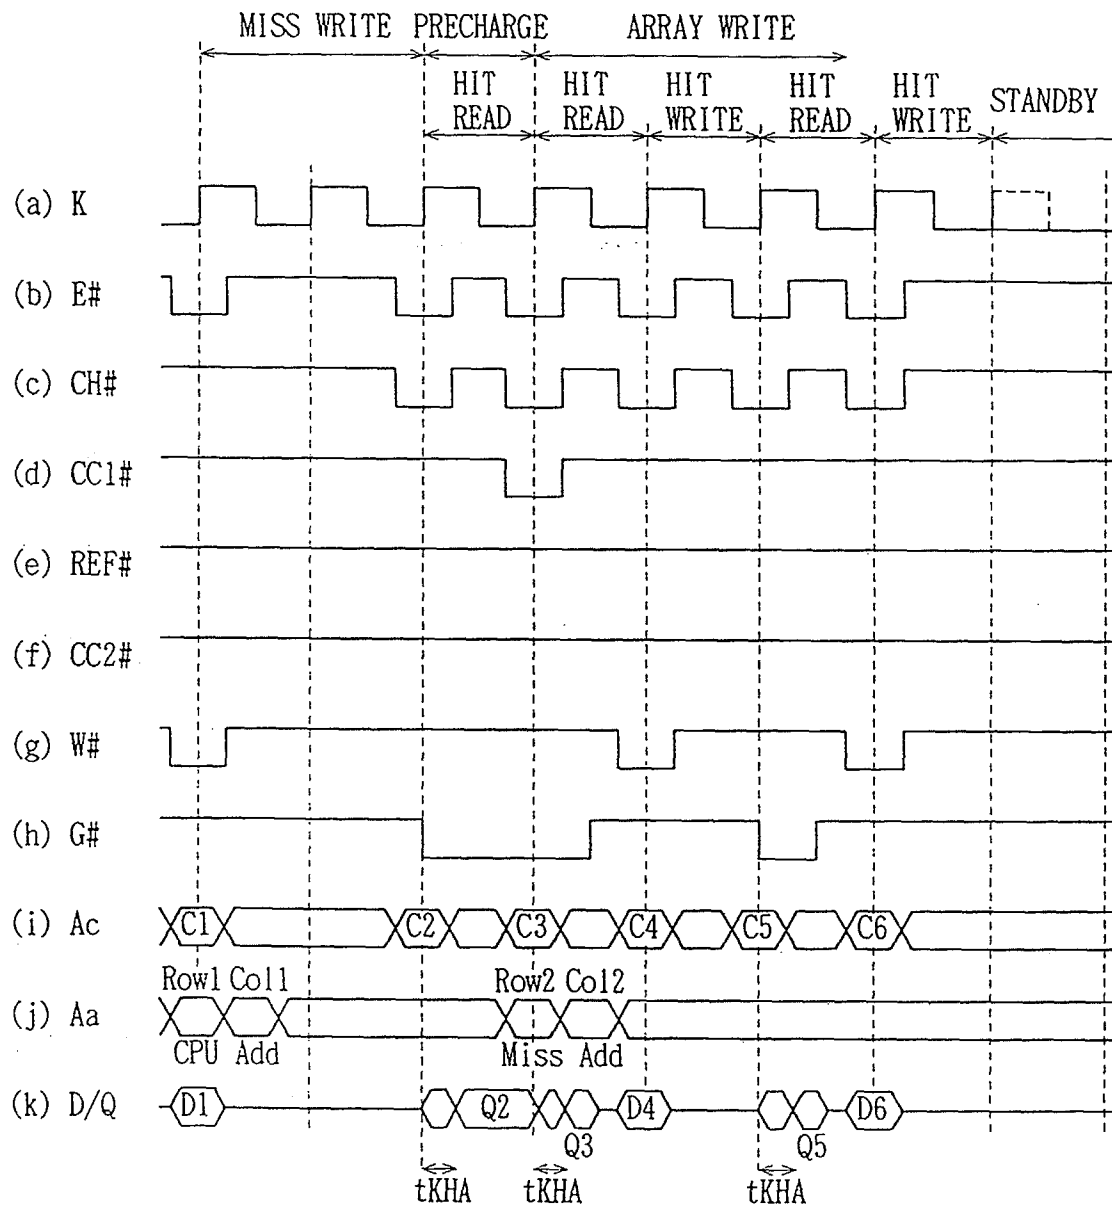 MISS WRITE PRECHARGE ARRAY WRITE
HIT HIT HIT HIT HIT
READ READ WRITE READ WRITE STANDBY
(a) K
(b) E#
(c) CH#
(d) CC1#
(e) REF#
(f) CC2#
(g) W#
(h) G#
(i) Ac C1 C2 C3 C4 C5 C6
Row1 Col1 Row2 Col2
(j) Aa
CPU Add Miss Add
(k) D/Q D1 Q2 D4 D6
Q3 Q5
tKHA tKHA tKHA